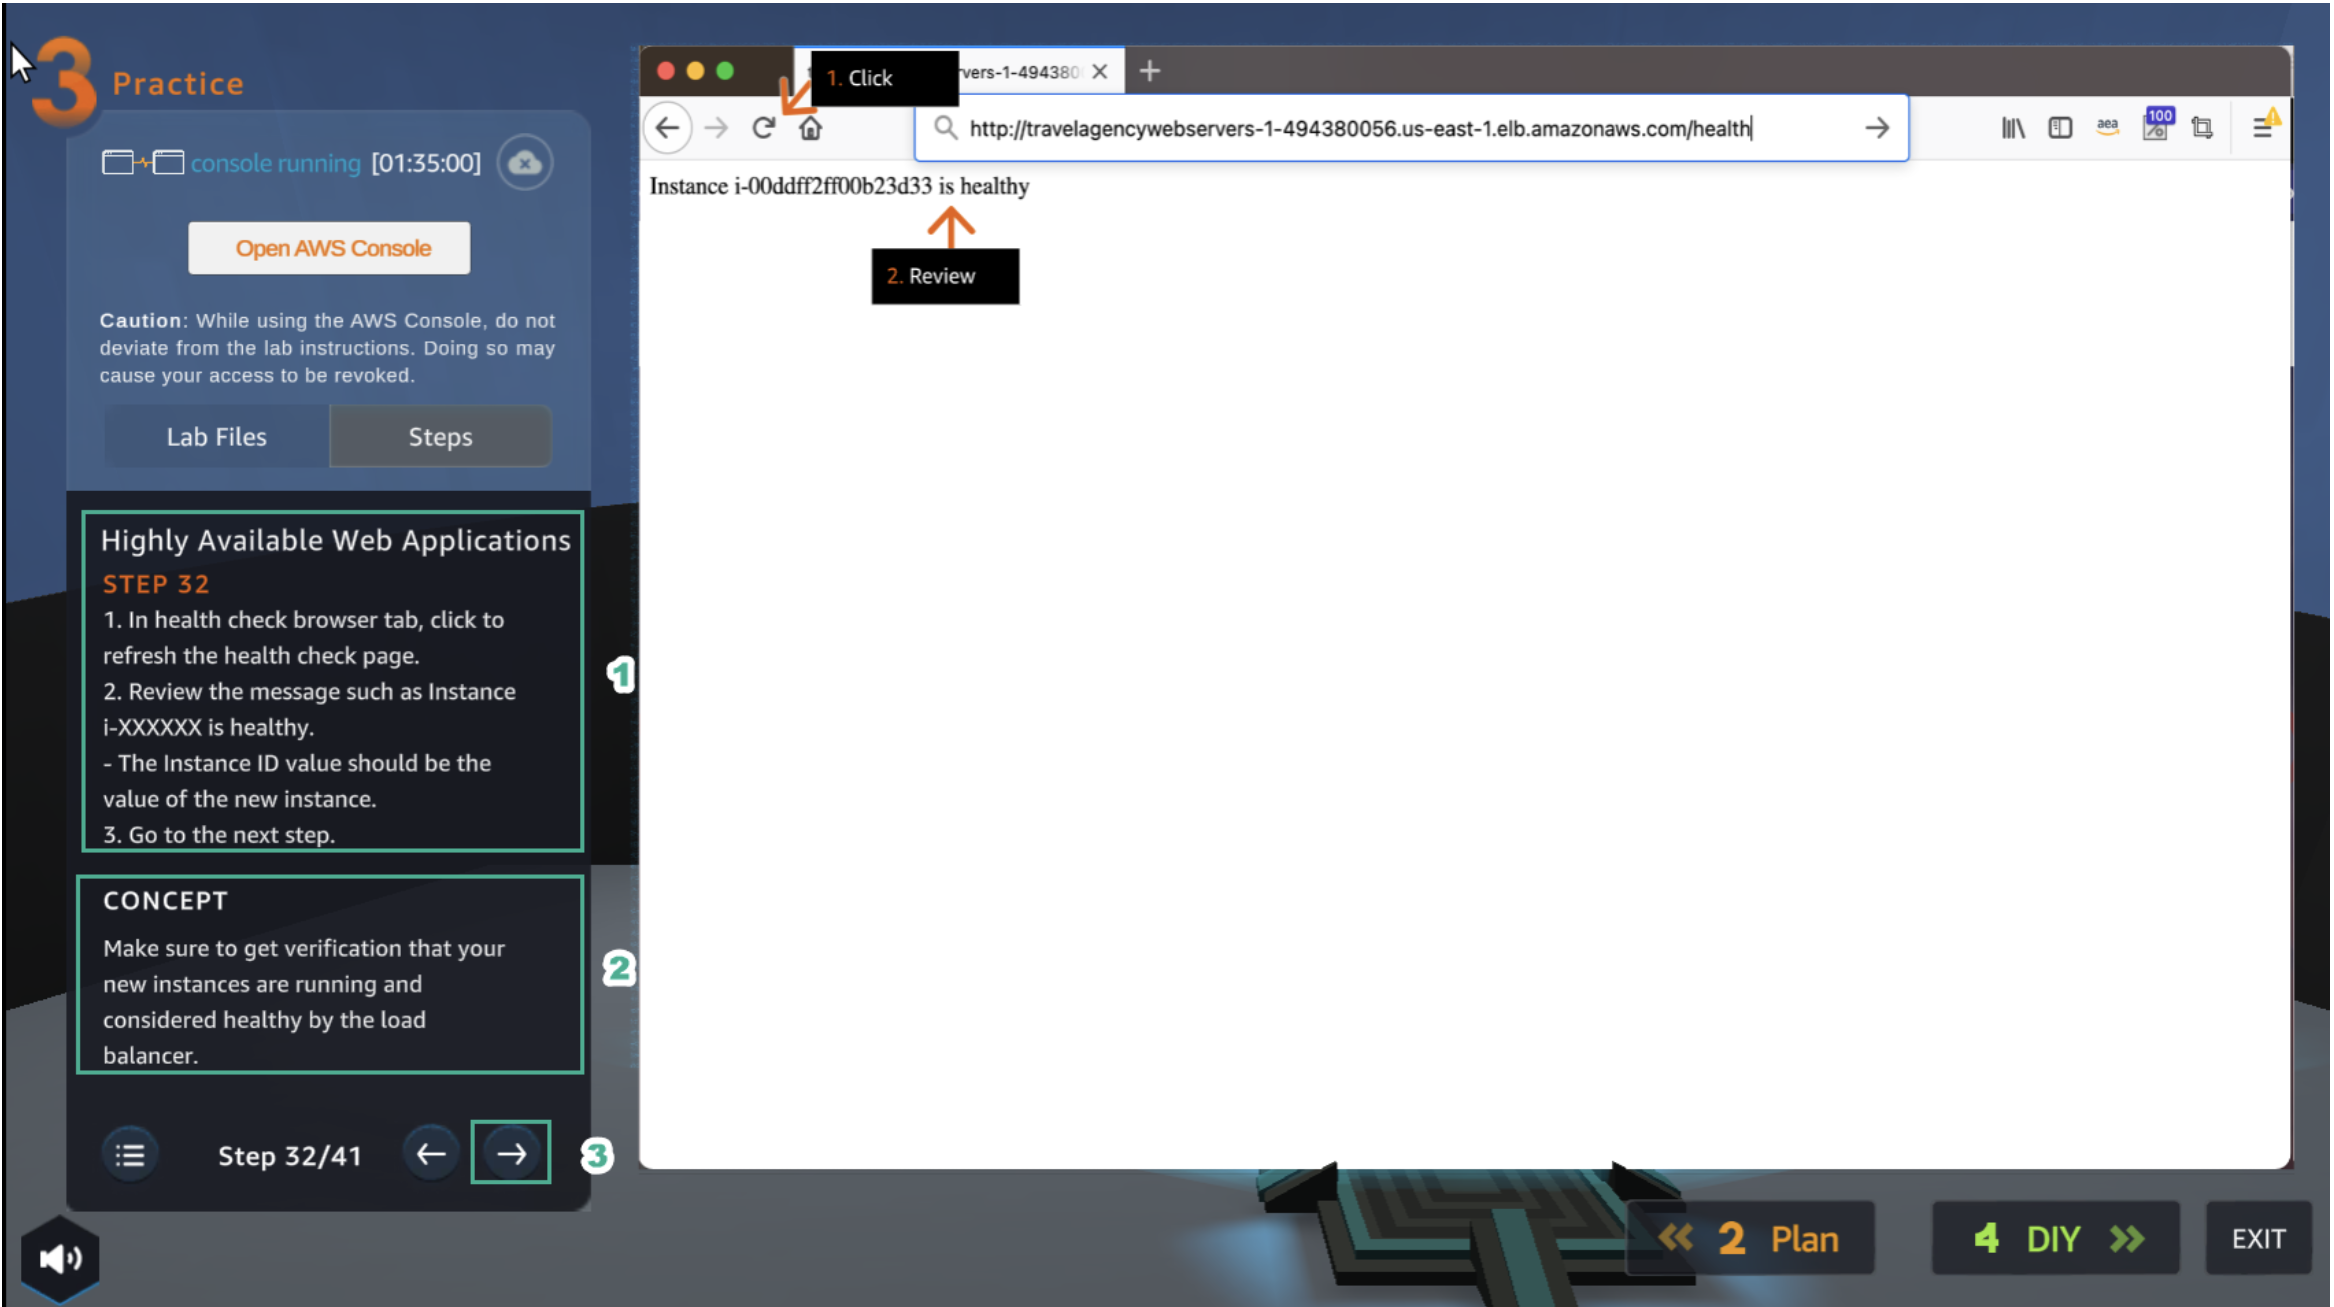 3 Practice
console running [01:35:00]
Open AWS Console
Caution: While using the AWS Console, do not
deviate from the lab instructions. Doing so may
cause your access to be revoked.
Lab Files
Steps
Highly Available Web Applications
STEP 32
1. In health check browser tab, click to
refresh the health check page.
2. Review the message such as Instance
i-XXXXXX is healthy.
- The Instance ID value should be the
value of the new instance.
3. Go to the next step.
1
CONCEPT
Make sure to get verification that your
new instances are running and
considered healthy by the load
balancer.
2
Step 32/41
3
1. Click
vers-1-494380
http://travelagencywebservers-1-494380056.us-east-1.elb.amazonaws.com/health
aea
100
Instance i-00ddff2ff00b23d33 is healthy
2. Review
2 Plan
4 DIY
EXIT